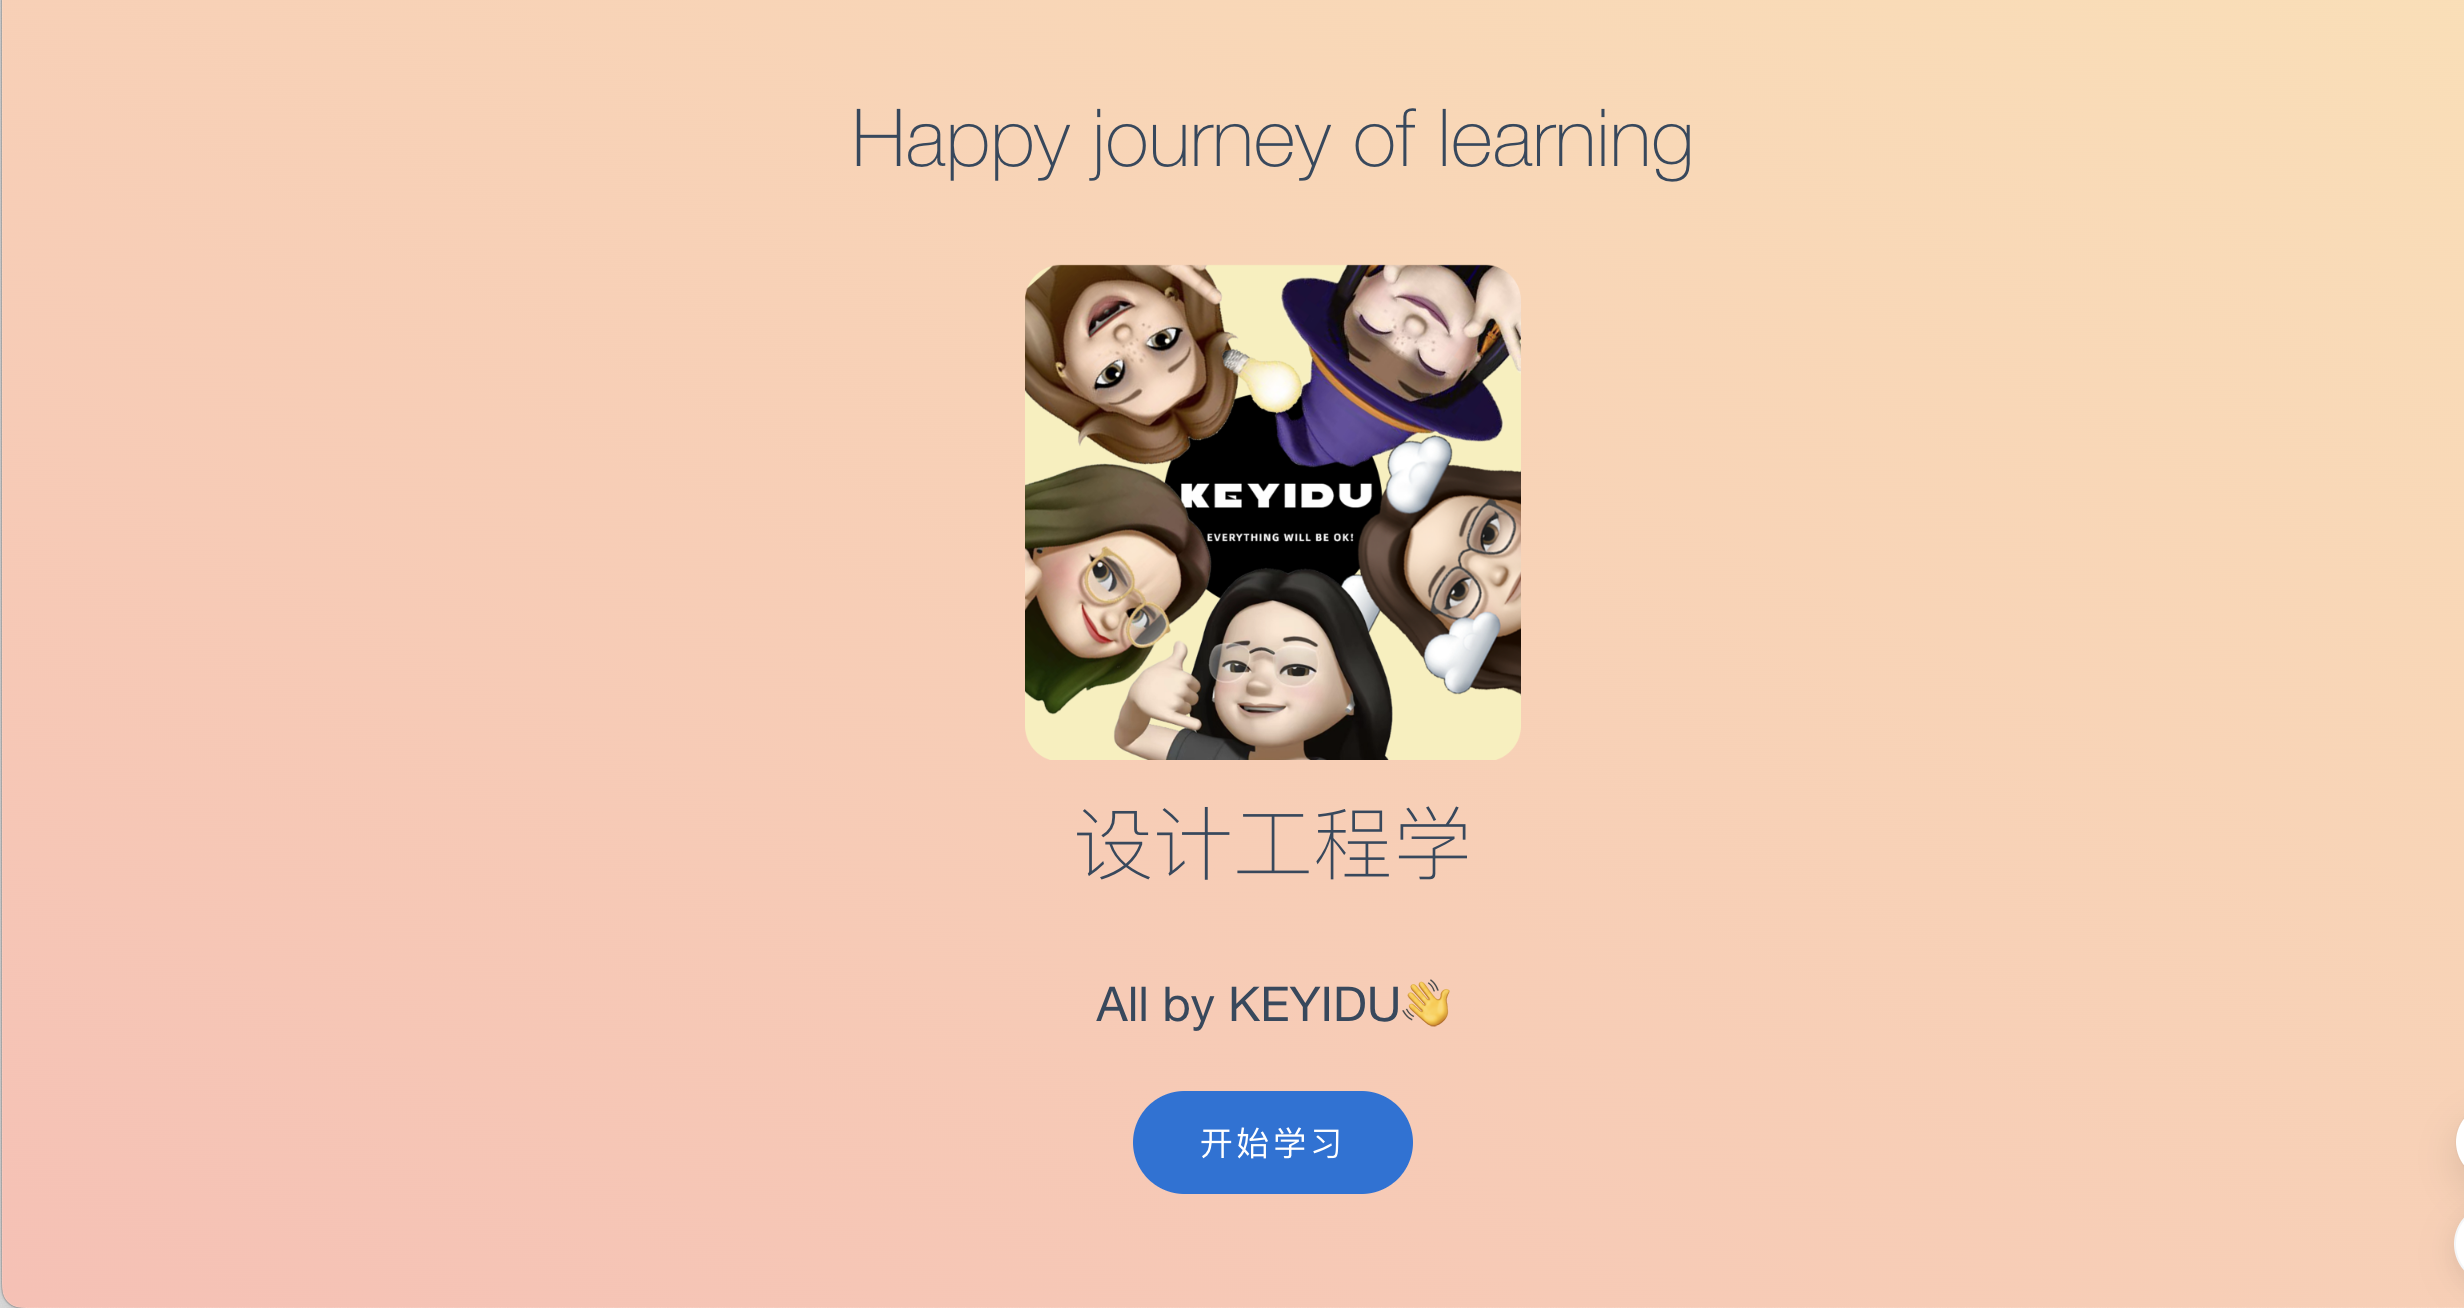 Happy journey of learning
KEYIDU
EVERYTHING WILL BE OK!
设计工程学
All by KEYIDU👋
开始学习